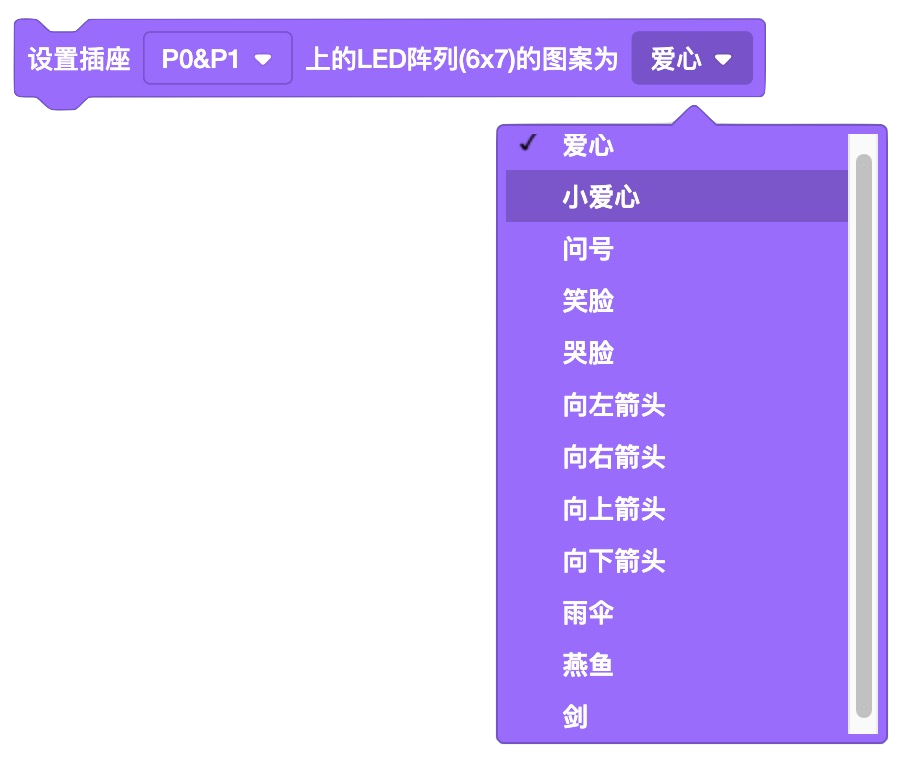 设置插座 P0&P1 上的LED阵列(6x7)的图案为 爱心
爱心
小爱心
问号
笑脸
哭脸
向左箭头
向右箭头
向上箭头
向下箭头
雨伞
燕鱼
剑